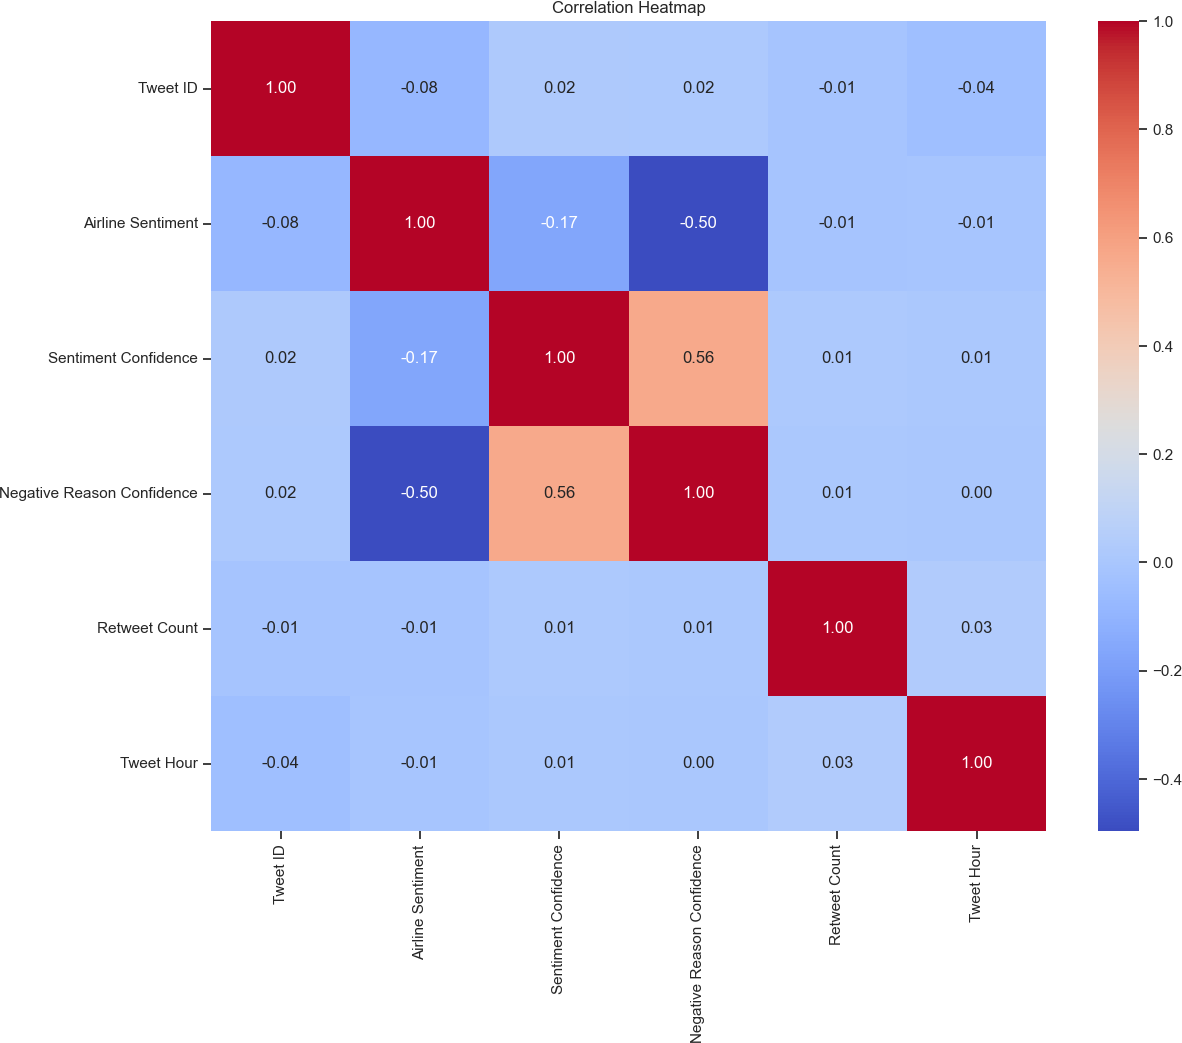 Correlation Heatmap
Tweet ID 1.00 -0.08 0.02 0.02 -0.01 -0.04
Airline Sentiment -0.08 1.00 -0.17 -0.50 -0.01 -0.01
Sentiment Confidence 0.02 -0.17 1.00 0.56 0.01 0.01
Negative Reason Confidence 0.02 -0.50 0.56 1.00 0.01 0.00
Retweet Count -0.01 -0.01 0.01 0.01 1.00 0.03
Tweet Hour -0.04 -0.01 0.01 0.00 0.03 1.00
Tweet ID
Airline Sentiment
Sentiment Confidence
Negative Reason Confidence
Retweet Count
Tweet Hour
1.0
0.8
0.6
0.4
0.2
0.0
−0.2
−0.4